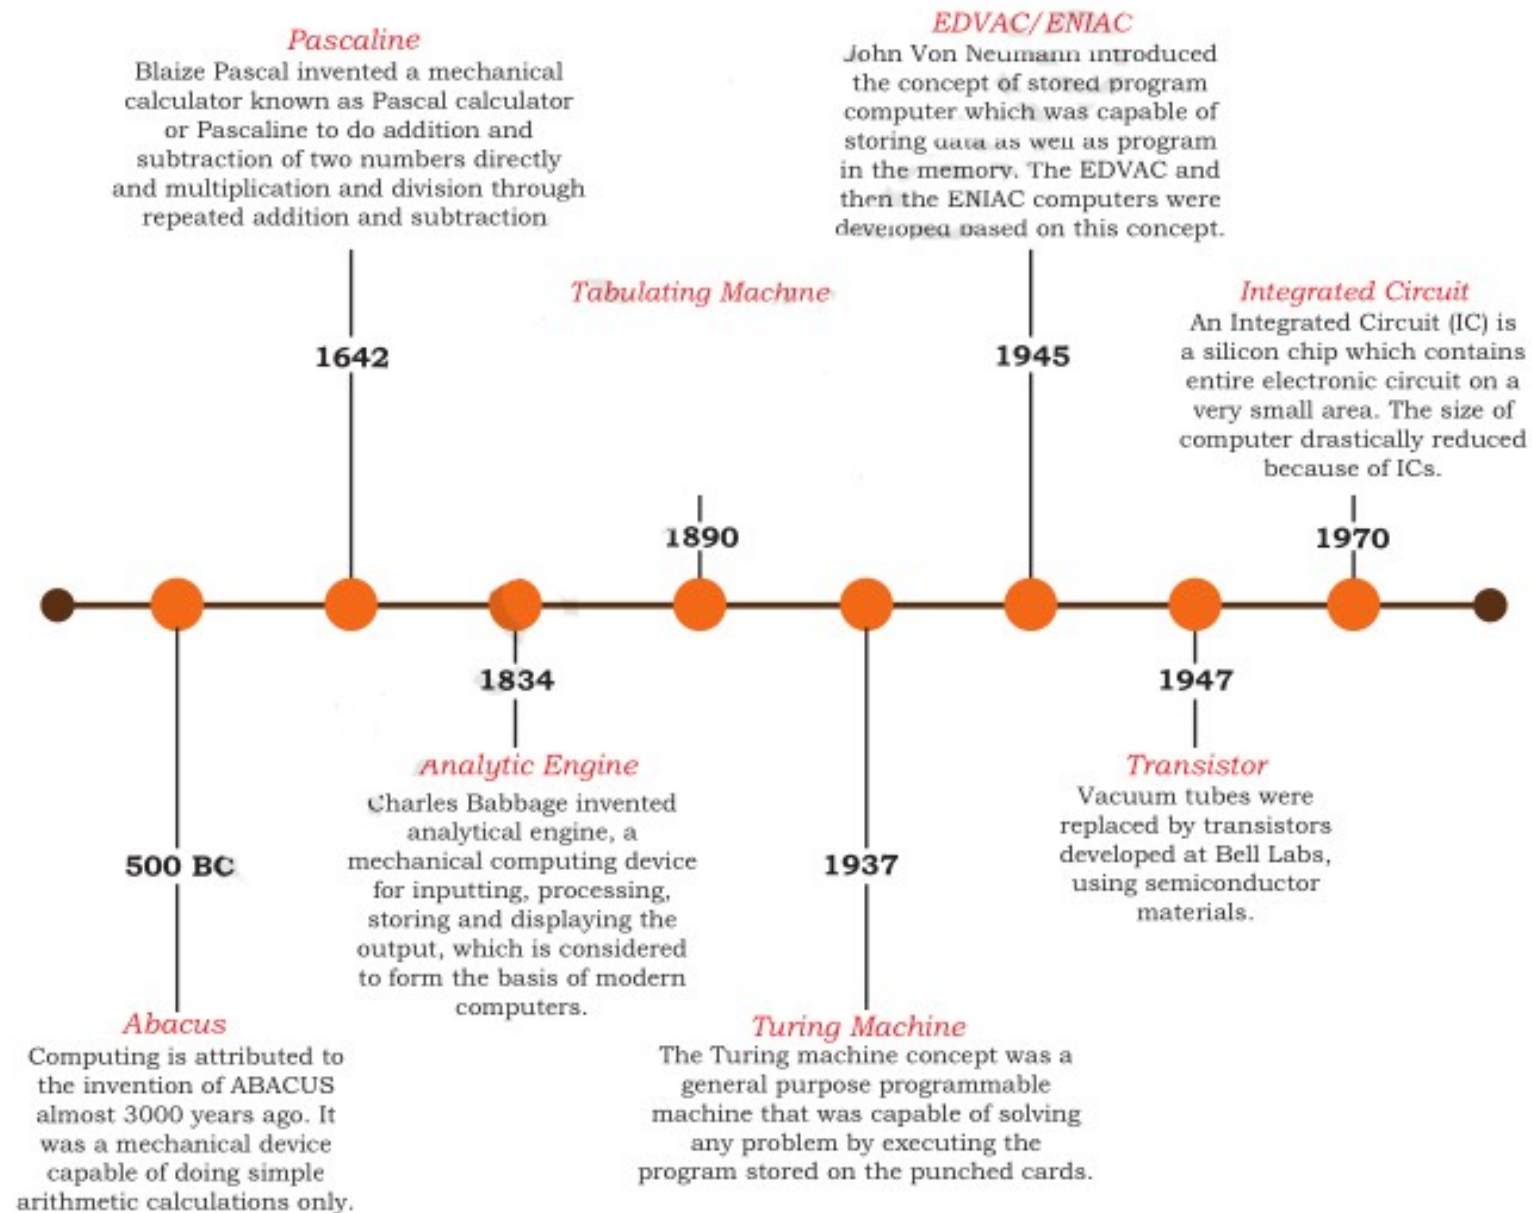 Pascaline
Blaize Pascal invented a mechanical
calculator known as Pascal calculator
or Pascaline to do addition and
subtraction of two numbers directly
and multiplication and division through
repeated addition and subtraction
1642
EDVAC/ENIAC
John Von Neumann introduced
the concept of stored program
computer which was capable of
storing data as well as program
in the memory. The EDVAC and
then the ENIAC computers were
developed based on this concept.
1945
Tabulating Machine
1890
Integrated Circuit
An Integrated Circuit (IC) is
a silicon chip which contains
entire electronic circuit on a
very small area. The size of
computer drastically reduced
because of ICs.
1970
500 BC
Abacus
Computing is attributed to
the invention of ABACUS
almost 3000 years ago. It
was a mechanical device
capable of doing simple
arithmetic calculations only.
1834
Analytic Engine
Charles Babbage invented
analytical engine, a
mechanical computing device
for inputting, processing,
storing and displaying the
output, which is considered
to form the basis of modern
computers.
1937
Turing Machine
The Turing machine concept was a
general purpose programmable
machine that was capable of solving
any problem by executing the
program stored on the punched cards.
1947
Transistor
Vacuum tubes were
replaced by transistors
developed at Bell Labs,
using semiconductor
materials.